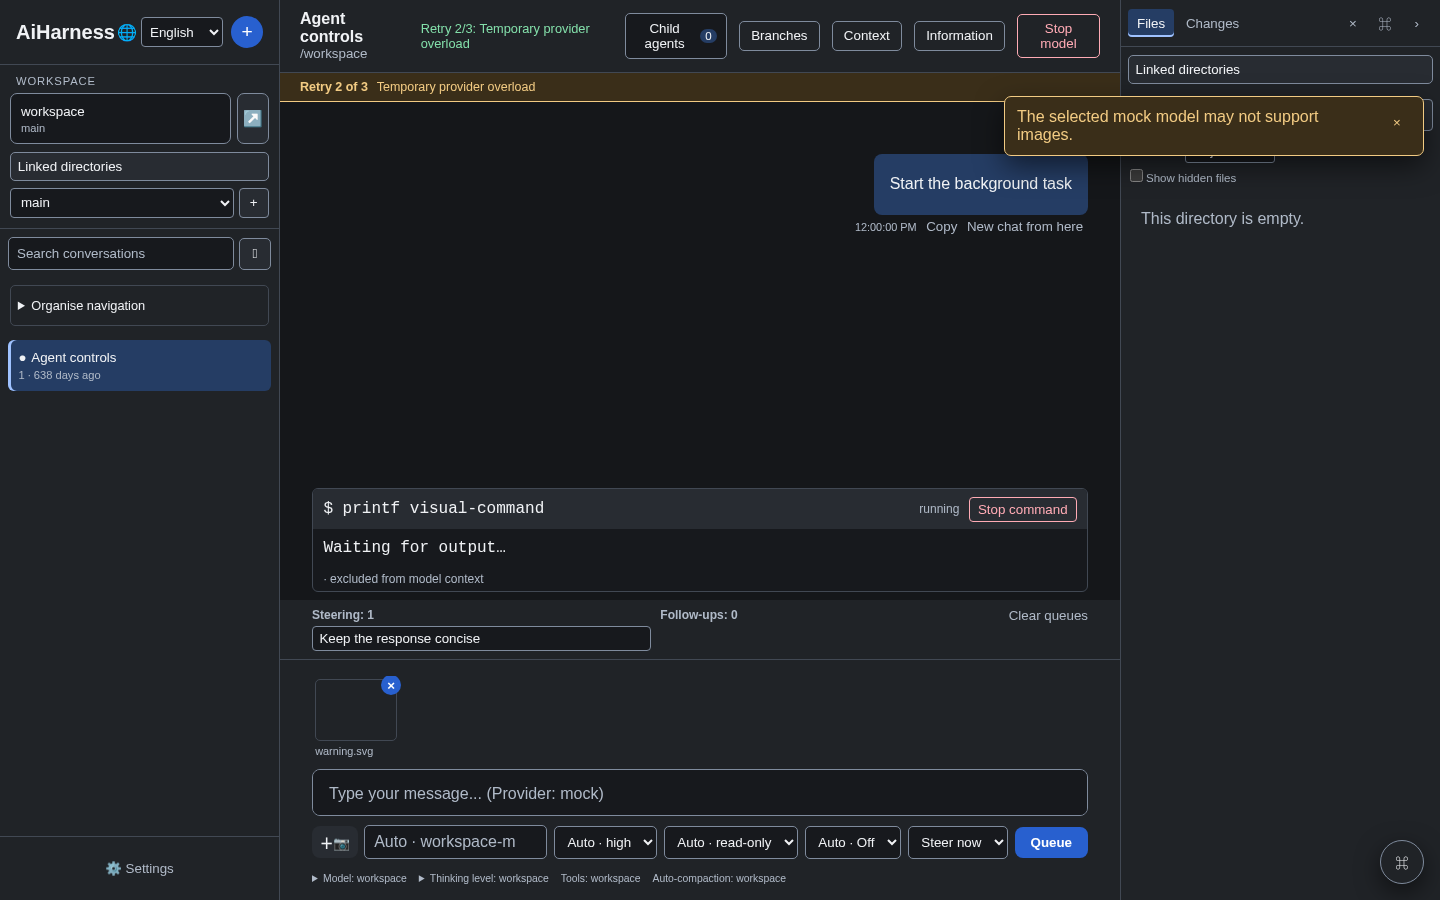 AiHarness
English
+
WORKSPACE
workspace
main
Linked directories
main
+
Search conversations
Organise navigation
● Agent controls
1 · 638 days ago
Settings
Agent controls
/workspace
Retry 2/3: Temporary provider overload
Child agents 0
Branches
Context
Information
Stop model
Retry 2 of 3 Temporary provider overload
Start the background task
12:00:00 PM Copy New chat from here
$ printf visual-command
running
Stop command
Waiting for output…
· excluded from model context
Steering: 1
Follow-ups: 0
Clear queues
Keep the response concise
×
warning.svg
Type your message... (Provider: mock)
+
Auto · workspace-m
Auto · high
Auto · read-only
Auto · Off
Steer now
Queue
Model: workspace
Thinking level: workspace
Tools: workspace
Auto-compaction: workspace
Files
Changes
×
⌘
›
Linked directories
The selected mock model may not support images.
×
Show hidden files
This directory is empty.
⌘